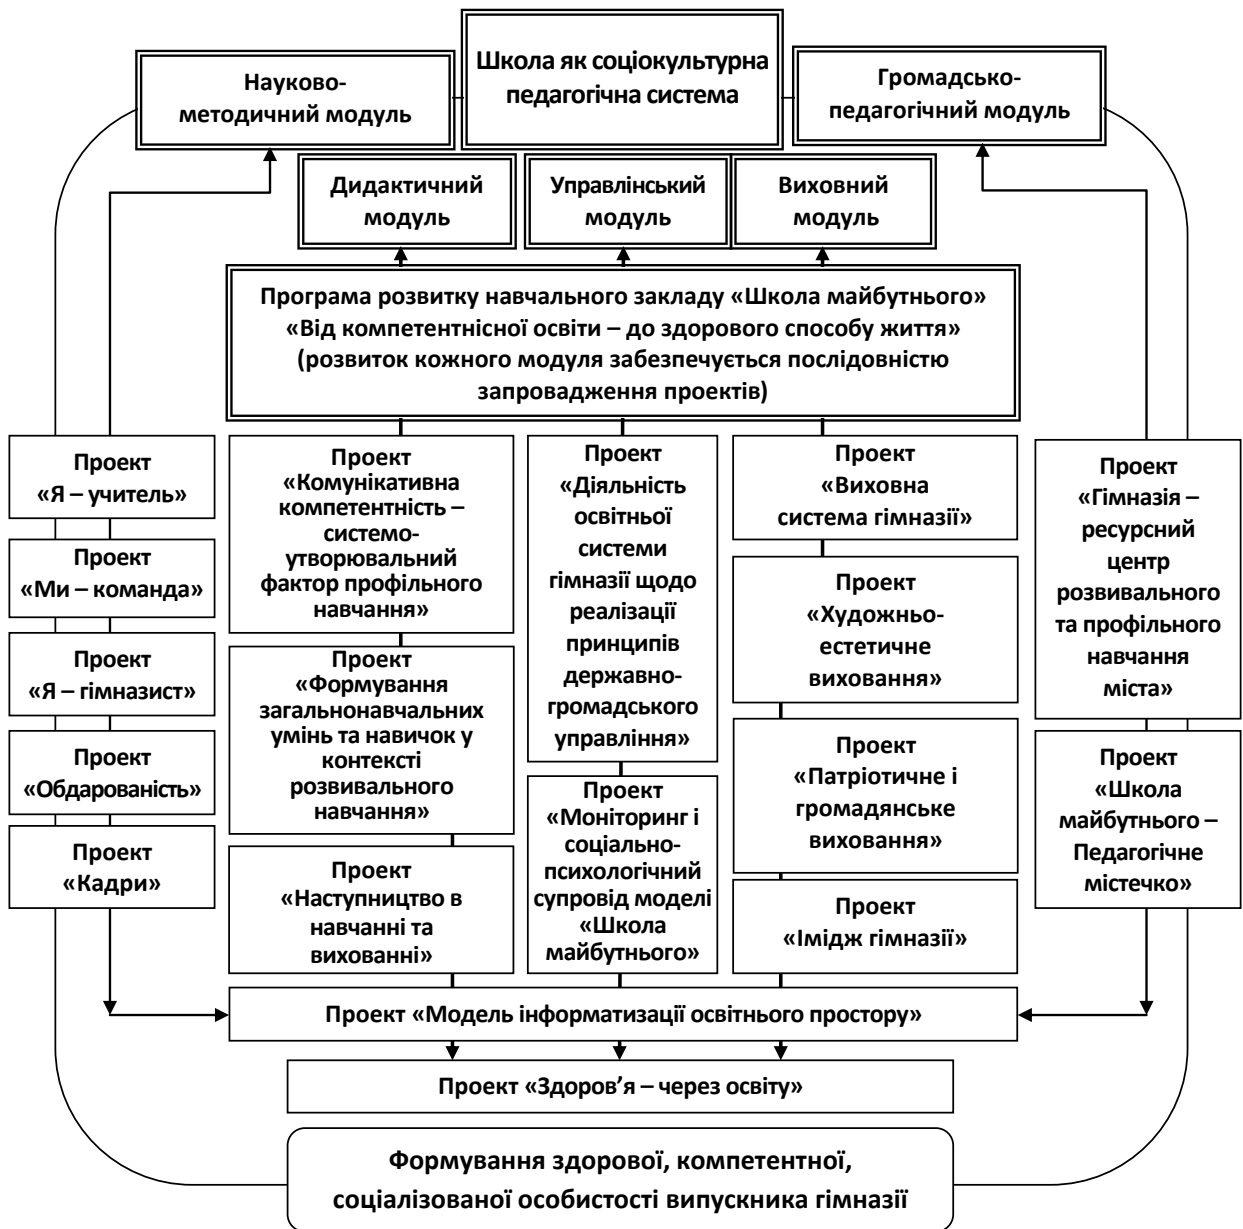 Школа як соціокультурна
педагогічна система
Науково-
методичний модуль
Громадсько-
педагогічний модуль
Дидактичний
модуль
Управлінський
модуль
Виховний
модуль
Програма розвитку навчального закладу «Школа майбутнього»
«Від компетентнісної освіти – до здорового способу життя»
(розвиток кожного модуля забезпечується послідовністю
запровадження проектів)
Проект
«Я – учитель»
Проект
«Ми – команда»
Проект
«Я – гімназист»
Проект
«Обдарованість»
Проект
«Кадри»
Проект
«Комунікативна
компетентність –
системо-
утворювальний
фактор профільного
навчання»
Проект
«Формування
загальнонавчальних
умінь та навичок у
контексті
розвивального
навчання»
Проект
«Наступництво в
навчанні та
вихованні»
Проект
«Діяльність
освітньої
системи
гімназії щодо
реалізації
принципів
державно-
громадського
управління»
Проект
«Моніторинг і
соціально-
психологічний
супровід моделі
«Школа
майбутнього»
Проект
«Виховна
система гімназії»
Проект
«Художньо-
естетичне
виховання»
Проект
«Патріотичне і
громадянське
виховання»
Проект
«Імідж гімназії»
Проект
«Гімназія –
ресурсний
центр
розвивального
та профільного
навчання
міста»
Проект
«Школа
майбутнього –
Педагогічне
містечко»
Проект «Модель інформатизації освітнього простору»
Проект «Здоров’я – через освіту»
Формування здорової, компетентної,
соціалізованої особистості випускника гімназії